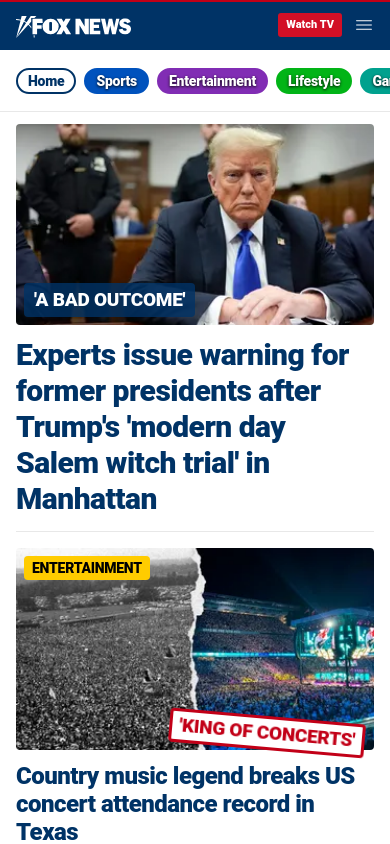 FOX NEWS
Watch TV
Home
Sports
Entertainment
Lifestyle
Ga
'A BAD OUTCOME'
Experts issue warning for
former presidents after
Trump's 'modern day
Salem witch trial' in
Manhattan
ENTERTAINMENT
'KING OF CONCERTS'
Country music legend breaks US
concert attendance record in
Texas